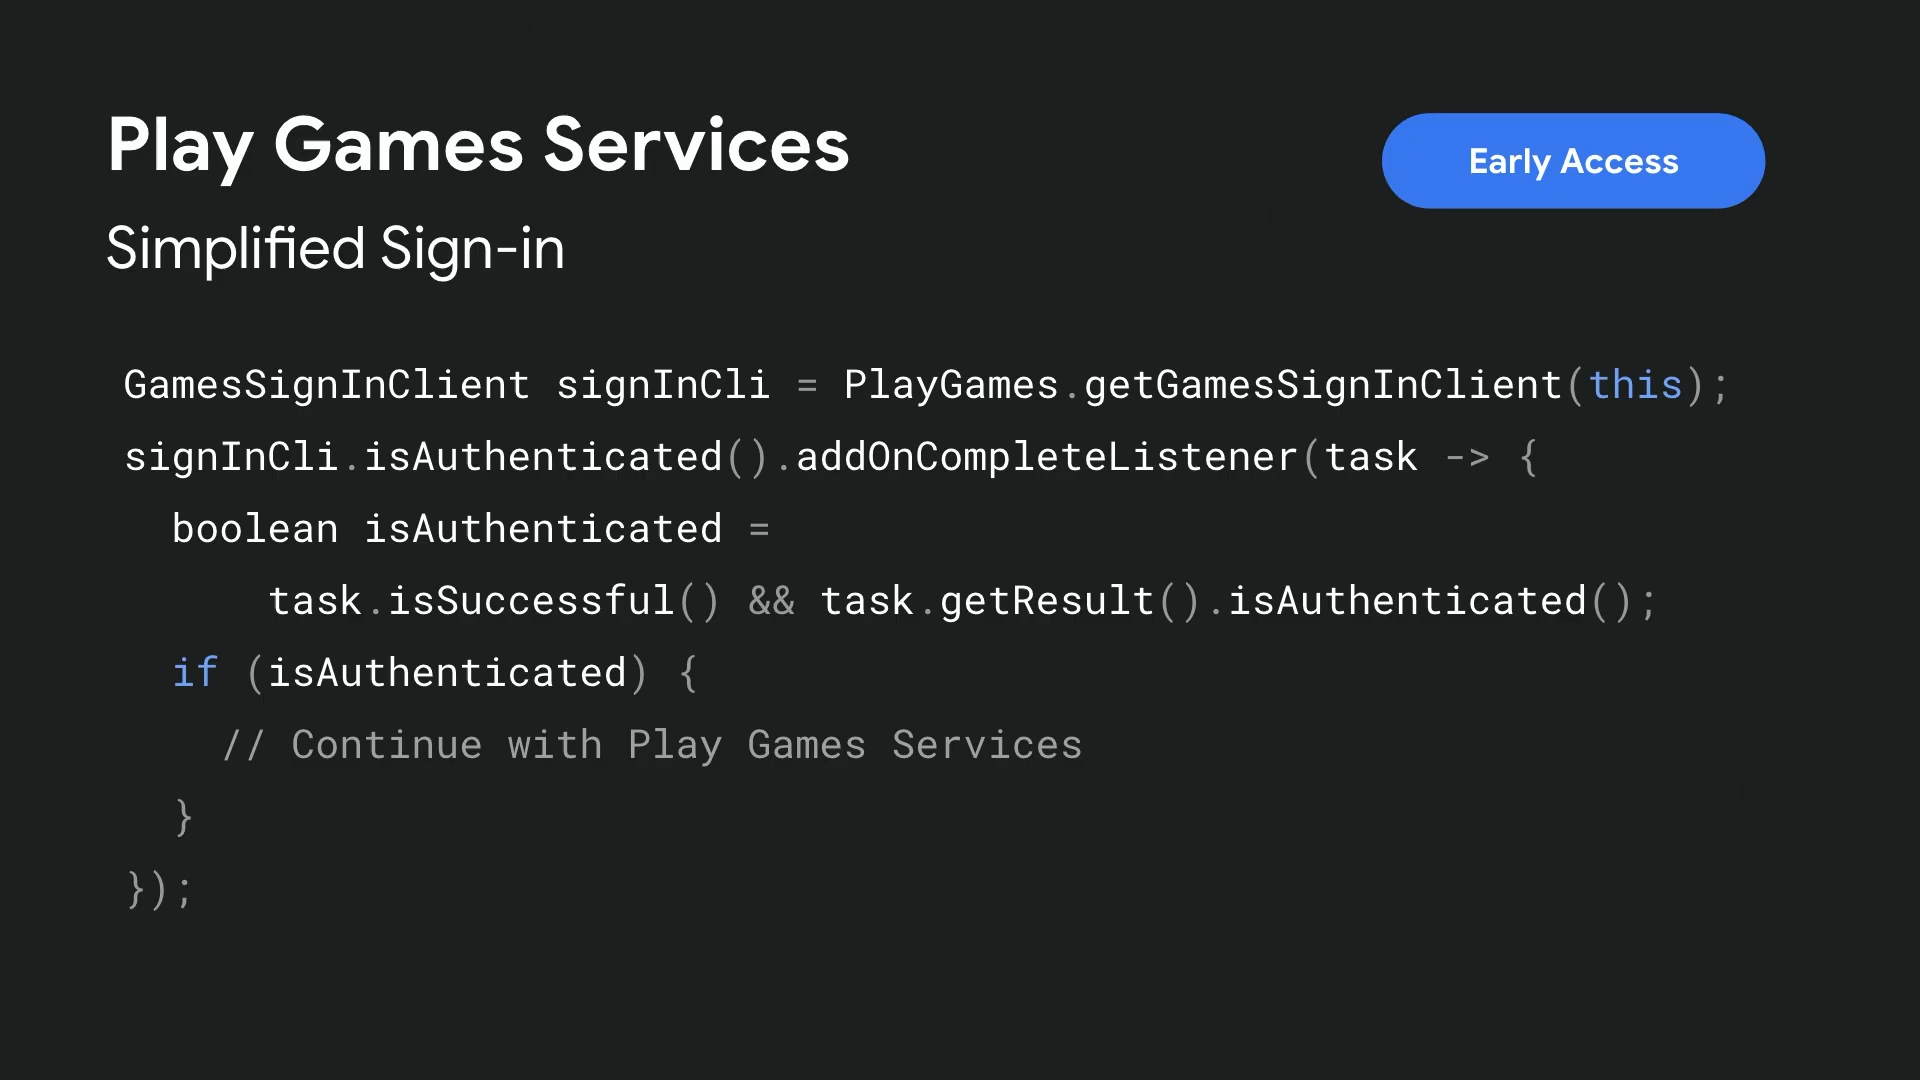 Play Games Services
Early Access
Simplified Sign-in
GamesSignInClient signInCli = PlayGames.getGamesSignInClient(this);
signInCli.isAuthenticated().addOnCompleteListener(task -> {
  boolean isAuthenticated =
      task.isSuccessful() && task.getResult().isAuthenticated();
  if (isAuthenticated) {
    // Continue with Play Games Services
  }
});